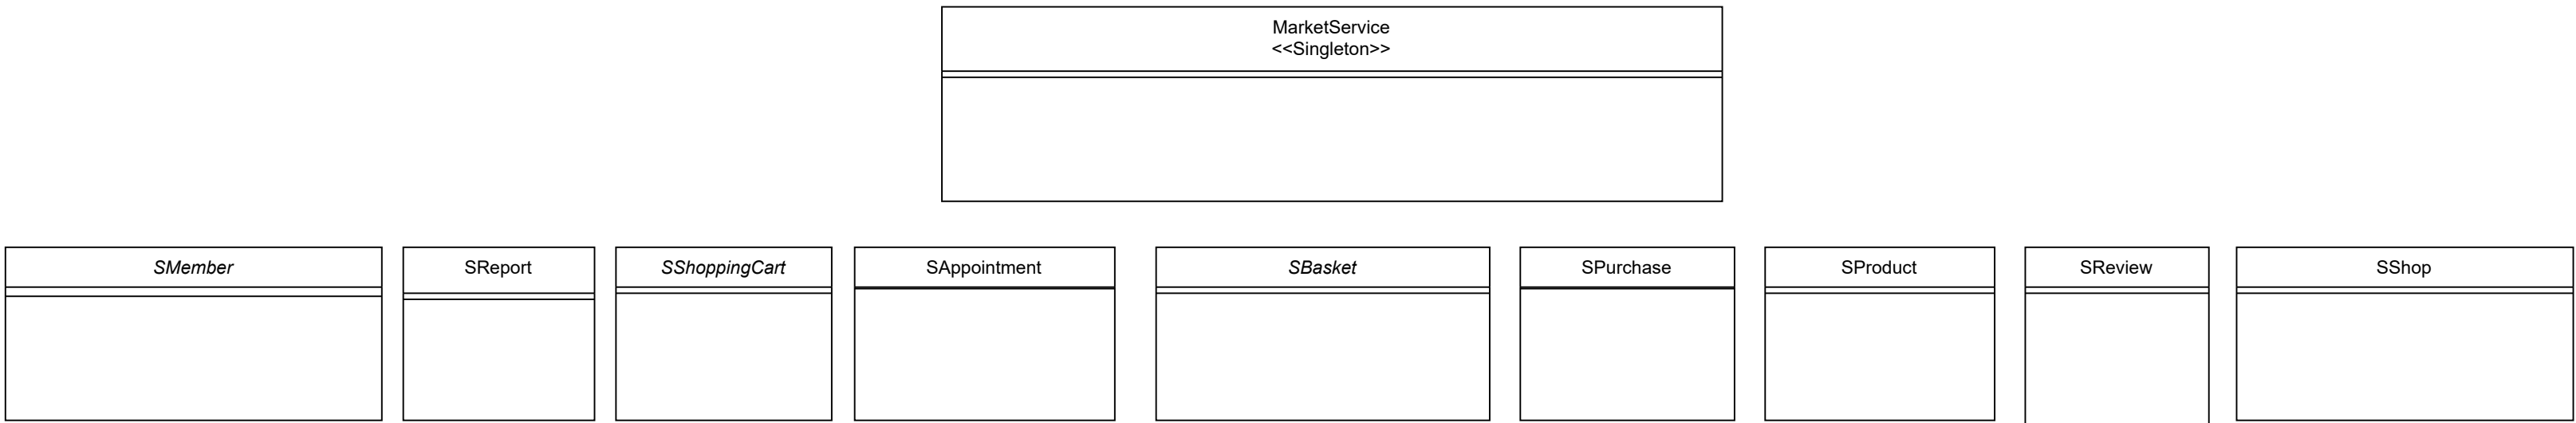 MarketService
<<Singleton>>
SMember
SReport
SShoppingCart
SAppointment
SBasket
SPurchase
SProduct
SReview
SShop